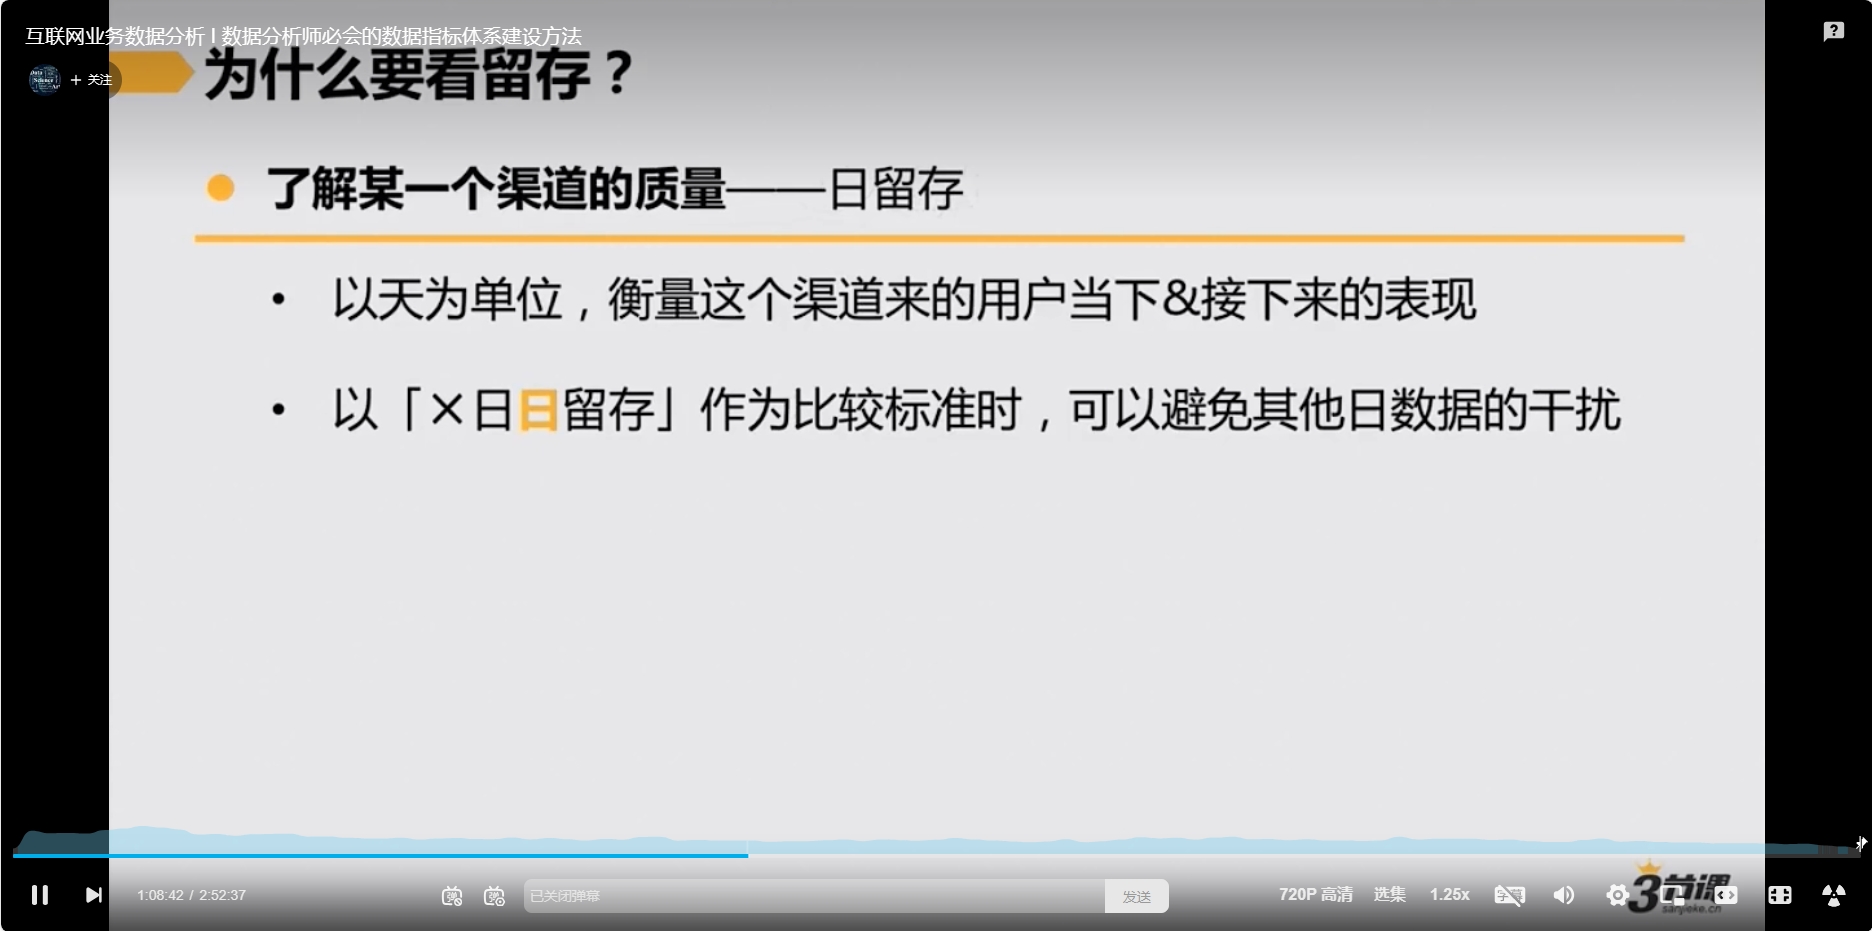 互联网业务数据分析 | 数据分析师必会的数据指标体系建设方法
+ 关注
为什么要看留存？
了解某一个渠道的质量——日留存
• 以天为单位，衡量这个渠道来的用户当下&接下来的表现
• 以「×日日留存」作为比较标准时，可以避免其他日数据的干扰
1:08:42 / 2:52:37
已关闭弹幕
发送
720P 高清
选集
1.25x
3节课
sanjieke.cn